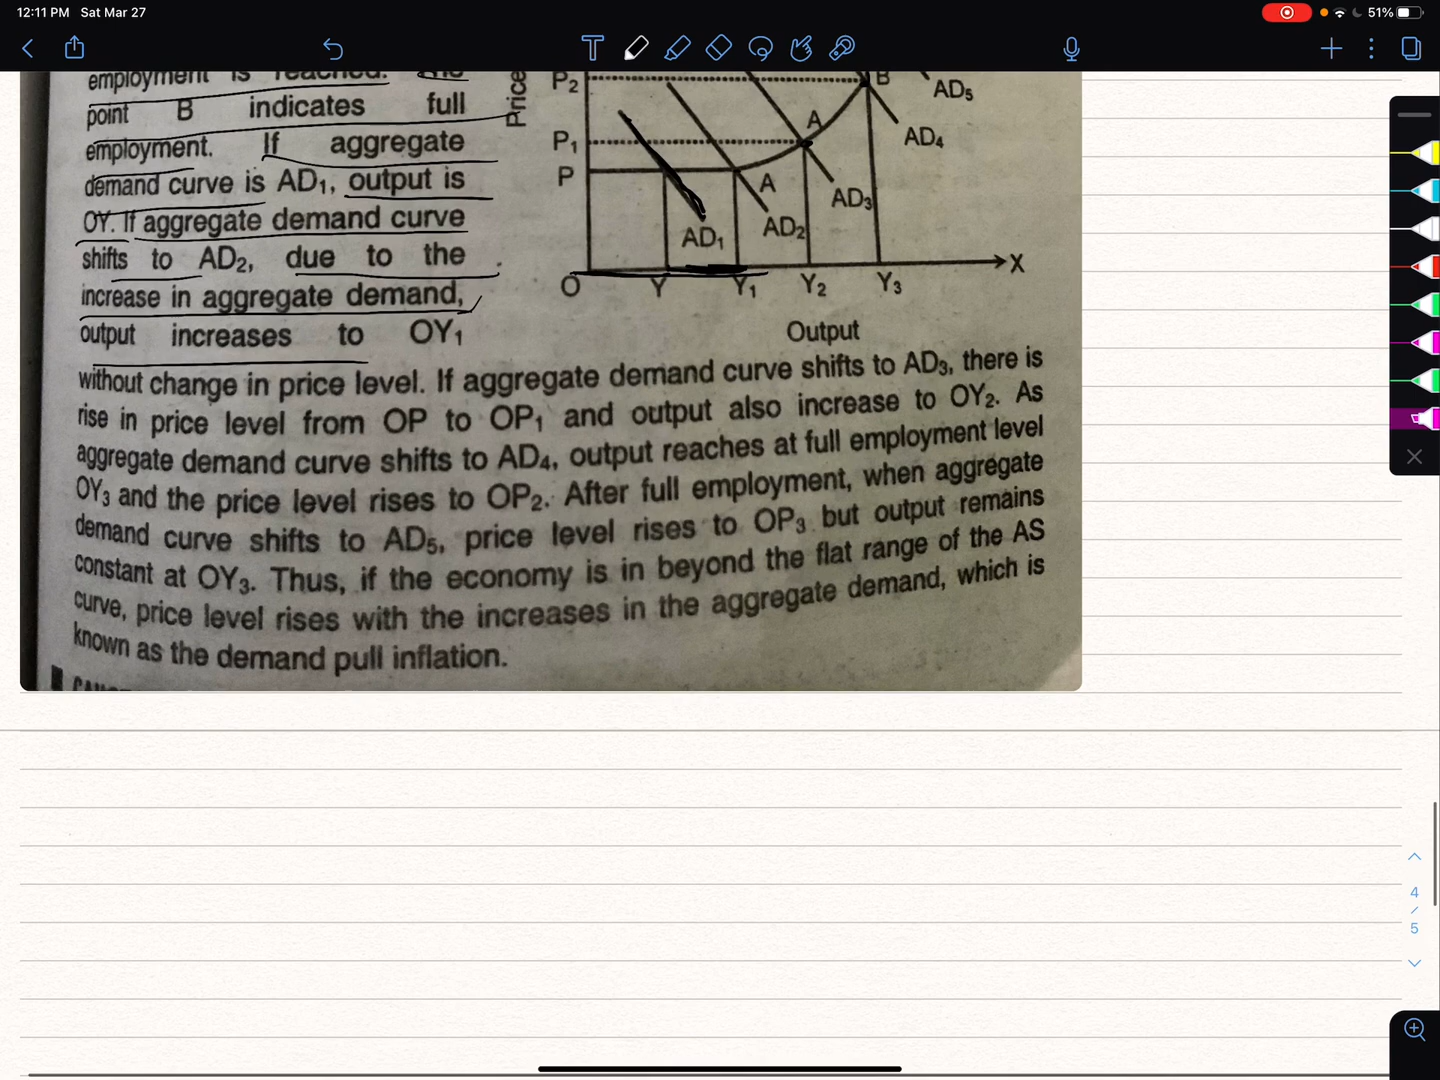 12:11 PM Sat Mar 27
51%
employment is reached. The
point B indicates full
employment. If aggregate
demand curve is AD₁, output is
OY. If aggregate demand curve
shifts to AD₂, due to the
increase in aggregate demand,
output increases to OY₁
without change in price level. If aggregate demand curve shifts to AD₃, there is
rise in price level from OP to OP₁ and output also increase to OY₂. As
aggregate demand curve shifts to AD₄, output reaches at full employment level
OY₃ and the price level rises to OP₂. After full employment, when aggregate
demand curve shifts to AD₅, price level rises to OP₃ but output remains
constant at OY₃. Thus, if the economy is in beyond the flat range of the AS
curve, price level rises with the increases in the aggregate demand, which is
known as the demand pull inflation.
Price
P₂
B
AD₅
P₁
A
AD₄
P
A
AD₃
AD₂
AD₁
X
O
Y
Y₁
Y₂
Y₃
Output
4
/
5